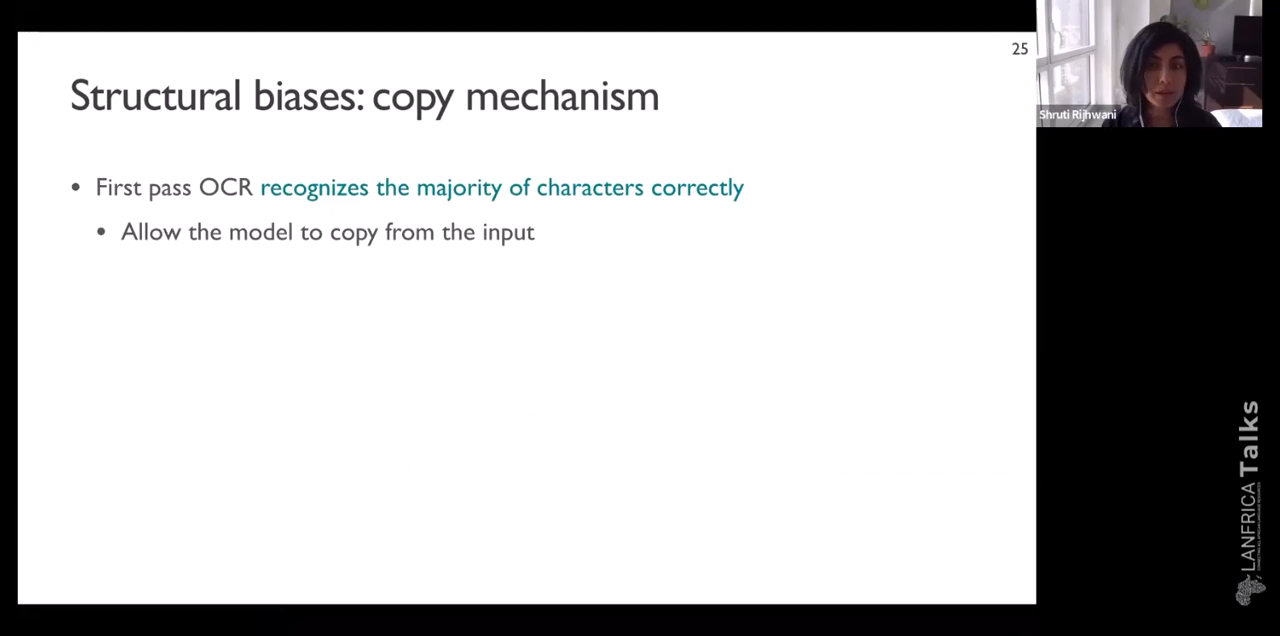 25
Structural biases: copy mechanism
• First pass OCR recognizes the majority of characters correctly
• Allow the model to copy from the input
Shruti Rijhwani
LANFRICA Talks